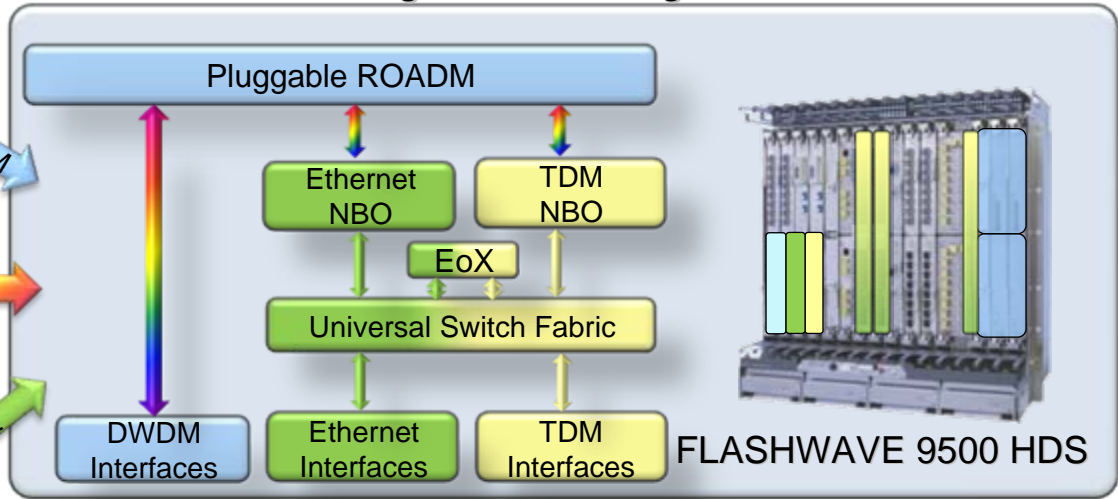 Pluggable ROADM
Ethernet
NBO
TDM
NBO
EoX
Universal Switch Fabric
DWDM
Interfaces
Ethernet
Interfaces
TDM
Interfaces
FLASHWAVE 9500 HDS